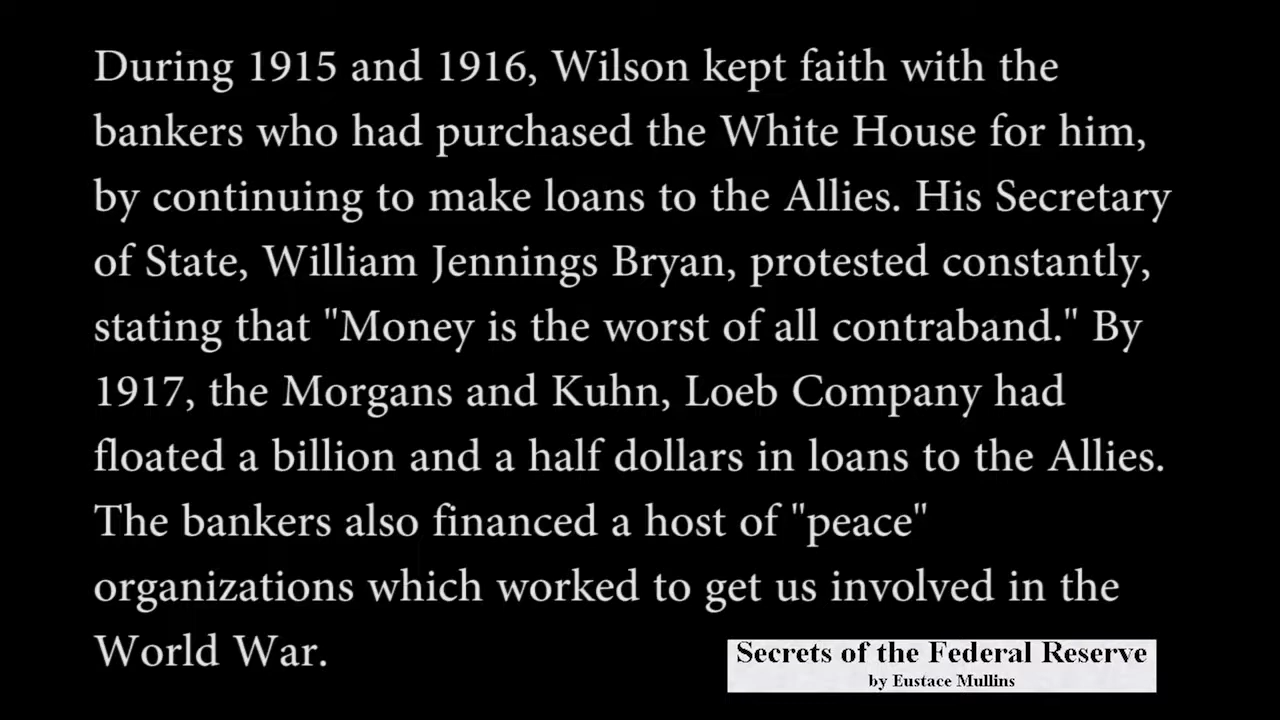 During 1915 and 1916, Wilson kept faith with the
bankers who had purchased the White House for him,
by continuing to make loans to the Allies. His Secretary
of State, William Jennings Bryan, protested constantly,
stating that "Money is the worst of all contraband." By
1917, the Morgans and Kuhn, Loeb Company had
floated a billion and a half dollars in loans to the Allies.
The bankers also financed a host of "peace"
organizations which worked to get us involved in the
World War.
Secrets of the Federal Reserve
by Eustace Mullins